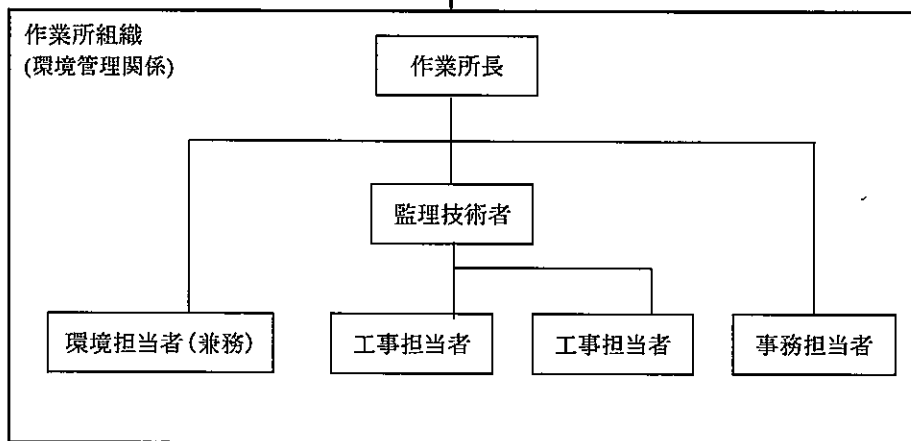 作業所組織
(環境管理関係)
作業所長
監理技術者
環境担当者(兼務)
工事担当者
工事担当者
事務担当者